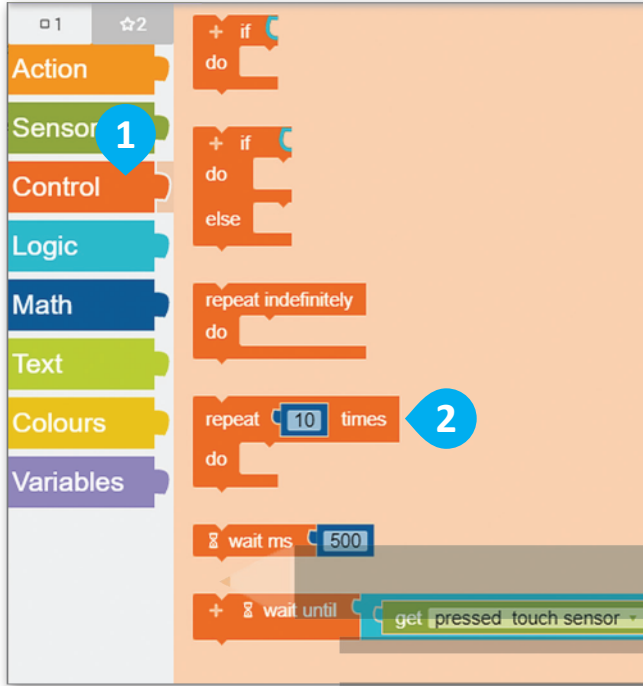 1
2
Action
Sensor
Control
Logic
Math
Text
Colours
Variables
1
+ if
do
+ if
do
else
repeat indefinitely
do
repeat 10 times
do
2
wait ms 500
+ wait until get pressed touch sensor